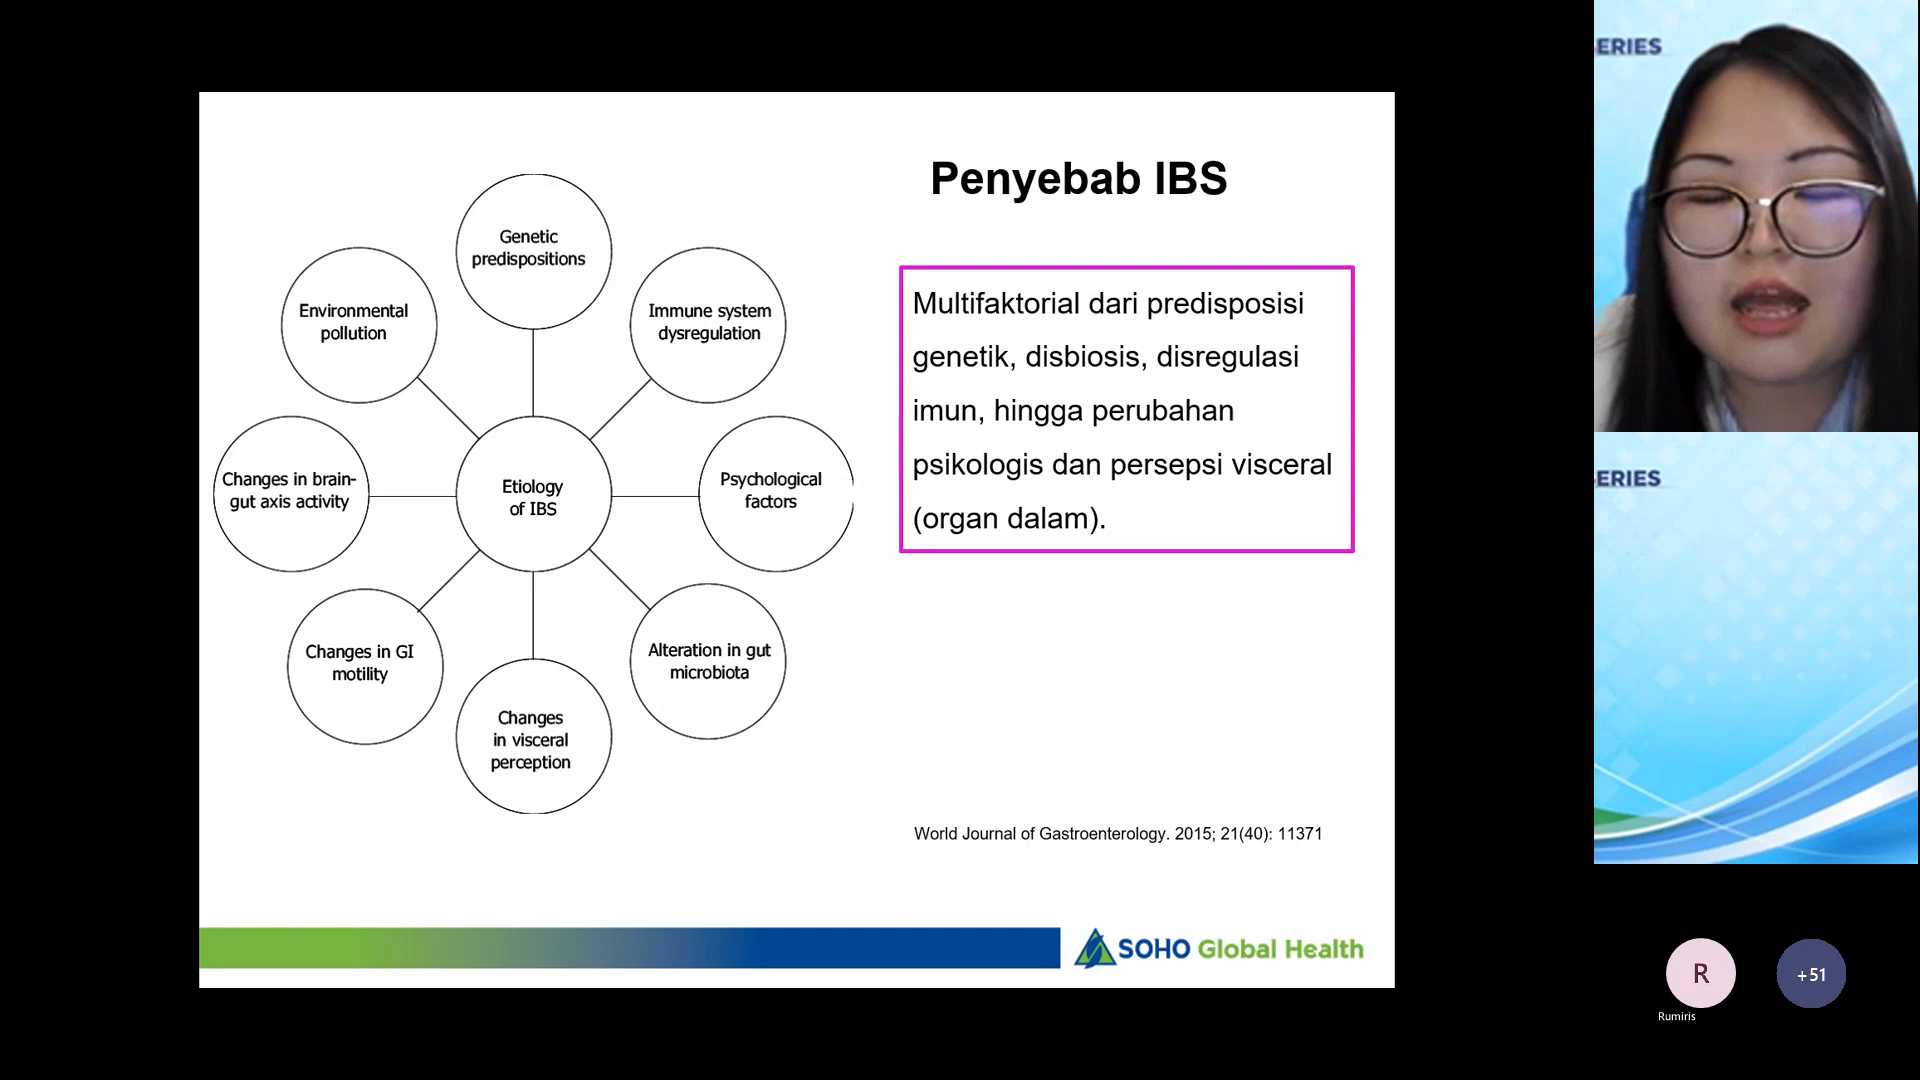 Penyebab IBS
Genetic
predispositions
Environmental
pollution
Immune system
dysregulation
Changes in brain-
gut axis activity
Etiology
of IBS
Psychological
factors
Changes in GI
motility
Alteration in gut
microbiota
Changes
in visceral
perception
Multifaktorial dari predisposisi
genetik, disbiosis, disregulasi
imun, hingga perubahan
psikologis dan persepsi visceral
(organ dalam).
World Journal of Gastroenterology. 2015; 21(40): 11371
SOHO Global Health
ERIES
ERIES
R
+51
Rumiris